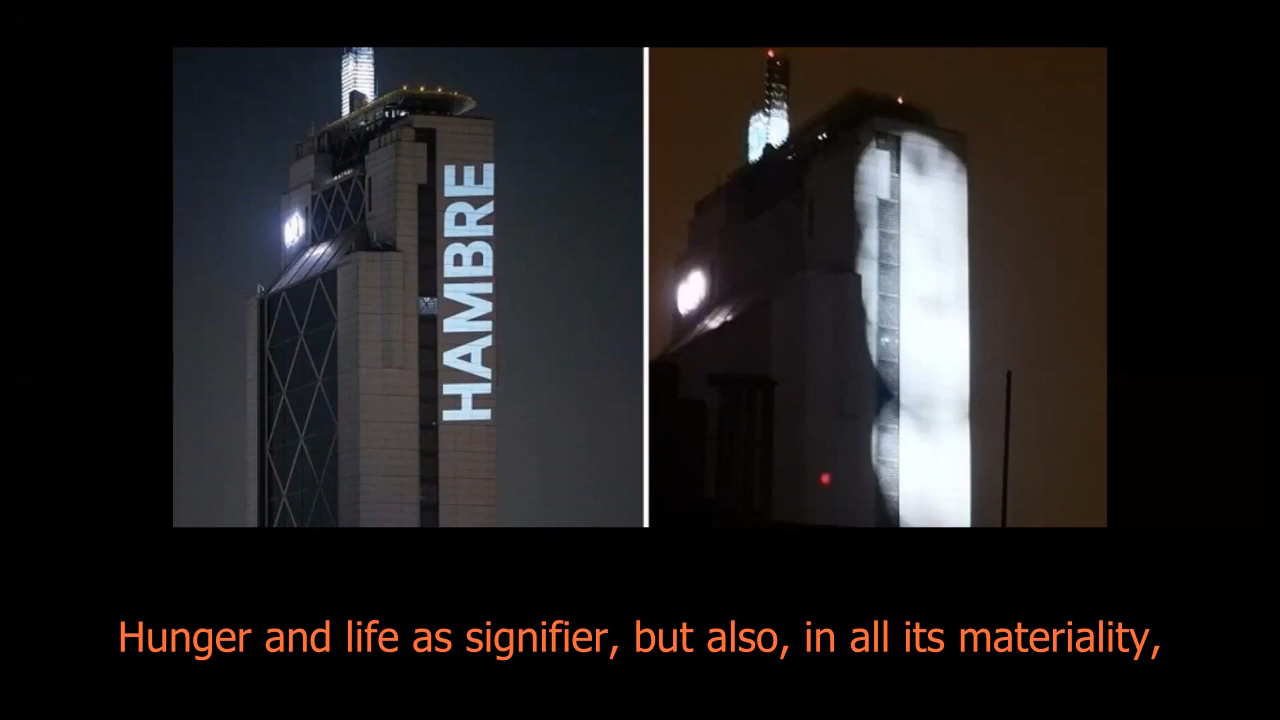 HAMBRE
Hunger and life as signifier, but also, in all its materiality,